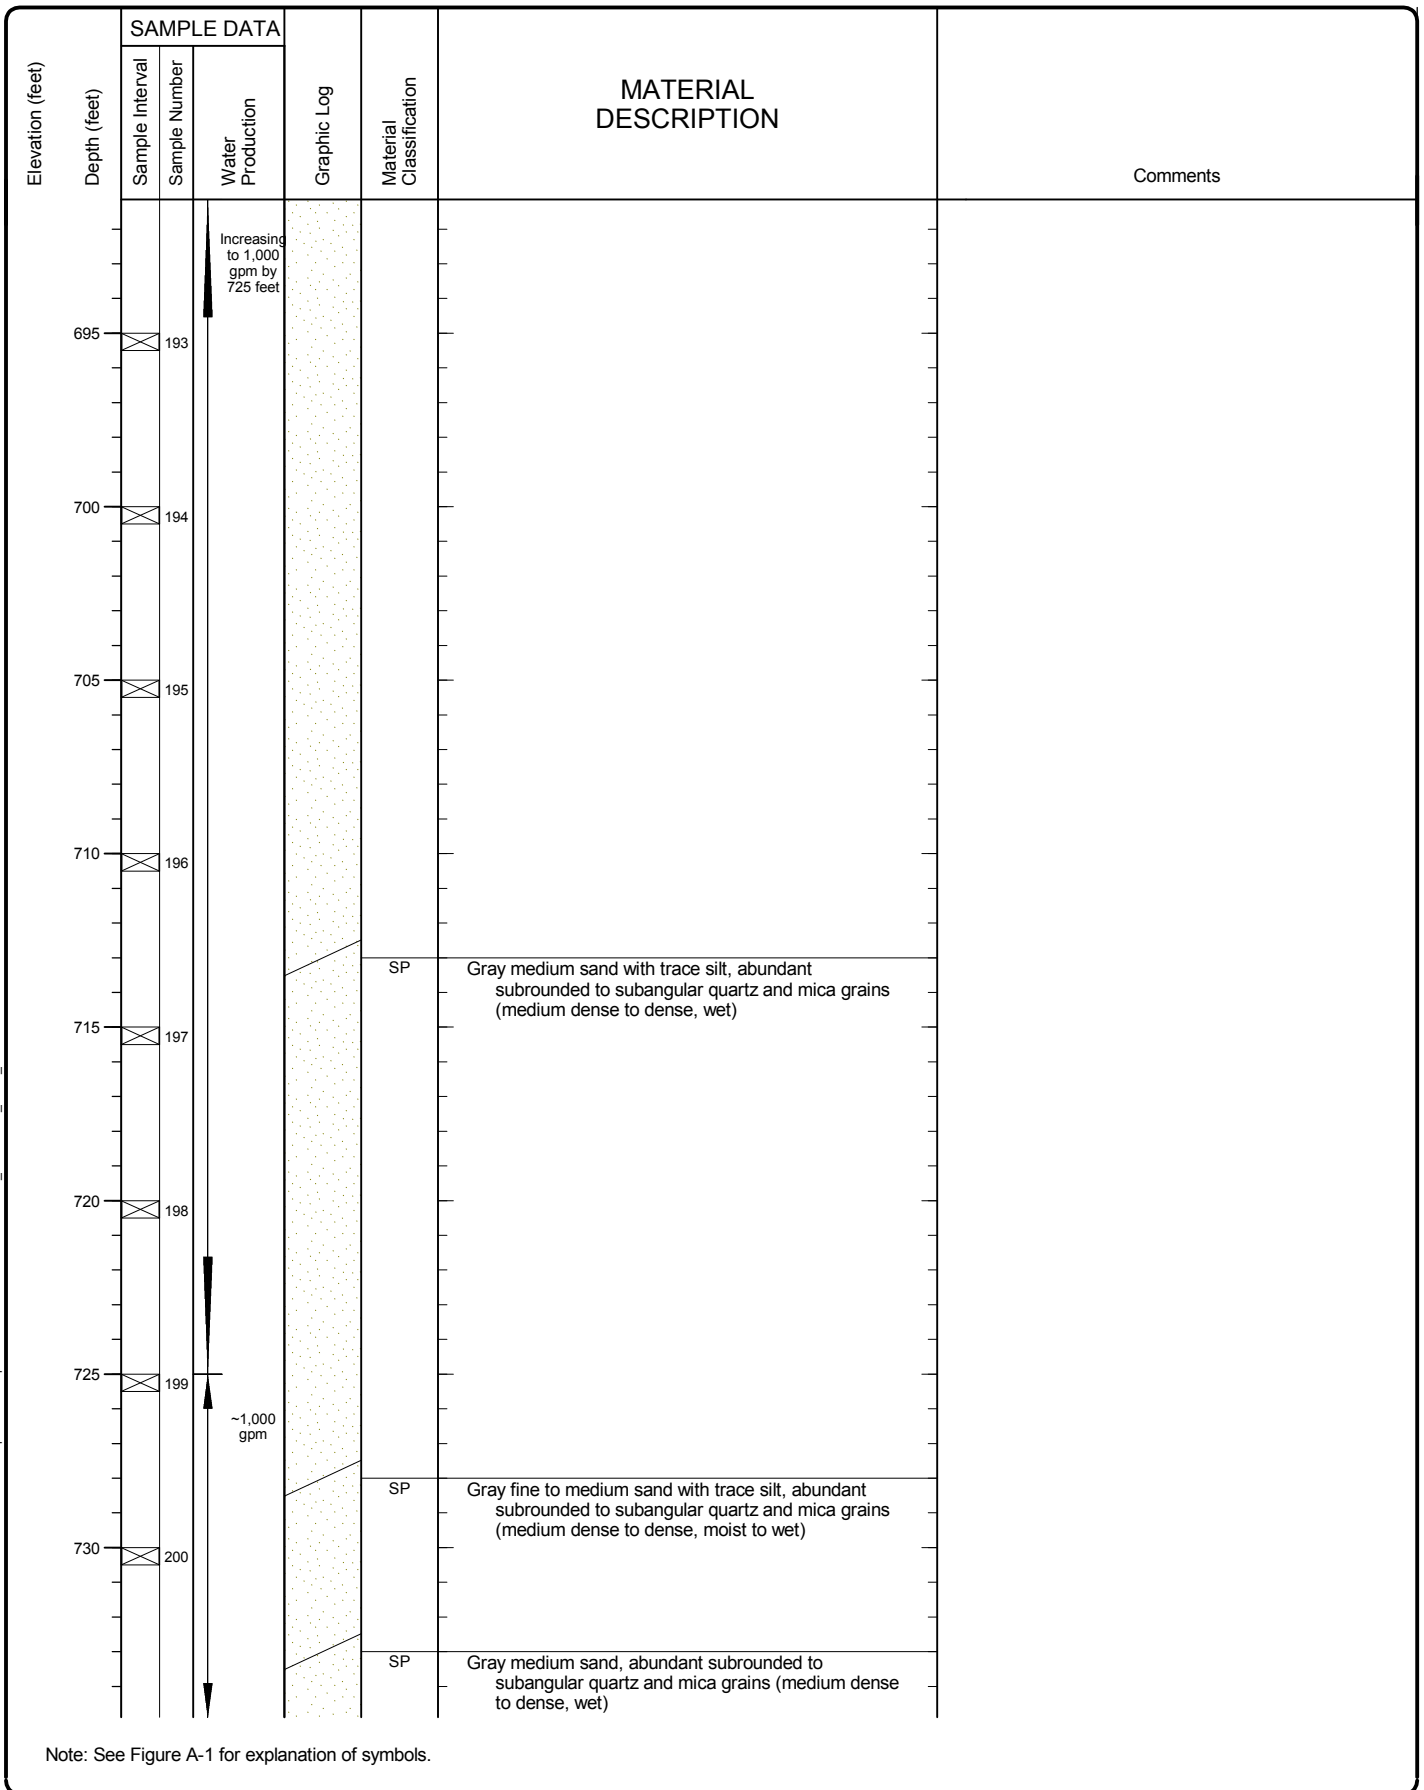 SAMPLE DATA
Elevation (feet)
Depth (feet)
Sample Interval
Sample Number
Water
Production
Graphic Log
Material
Classification
MATERIAL
DESCRIPTION
Comments
Increasing
to 1,000
gpm by
725 feet
695
193
700
194
705
195
710
196
SP
Gray medium sand with trace silt, abundant
subrounded to subangular quartz and mica grains
(medium dense to dense, wet)
715
197
720
198
725
199
~1,000
gpm
SP
Gray fine to medium sand with trace silt, abundant
subrounded to subangular quartz and mica grains
(medium dense to dense, moist to wet)
730
200
SP
Gray medium sand, abundant subrounded to
subangular quartz and mica grains (medium dense
to dense, wet)
Note: See Figure A-1 for explanation of symbols.